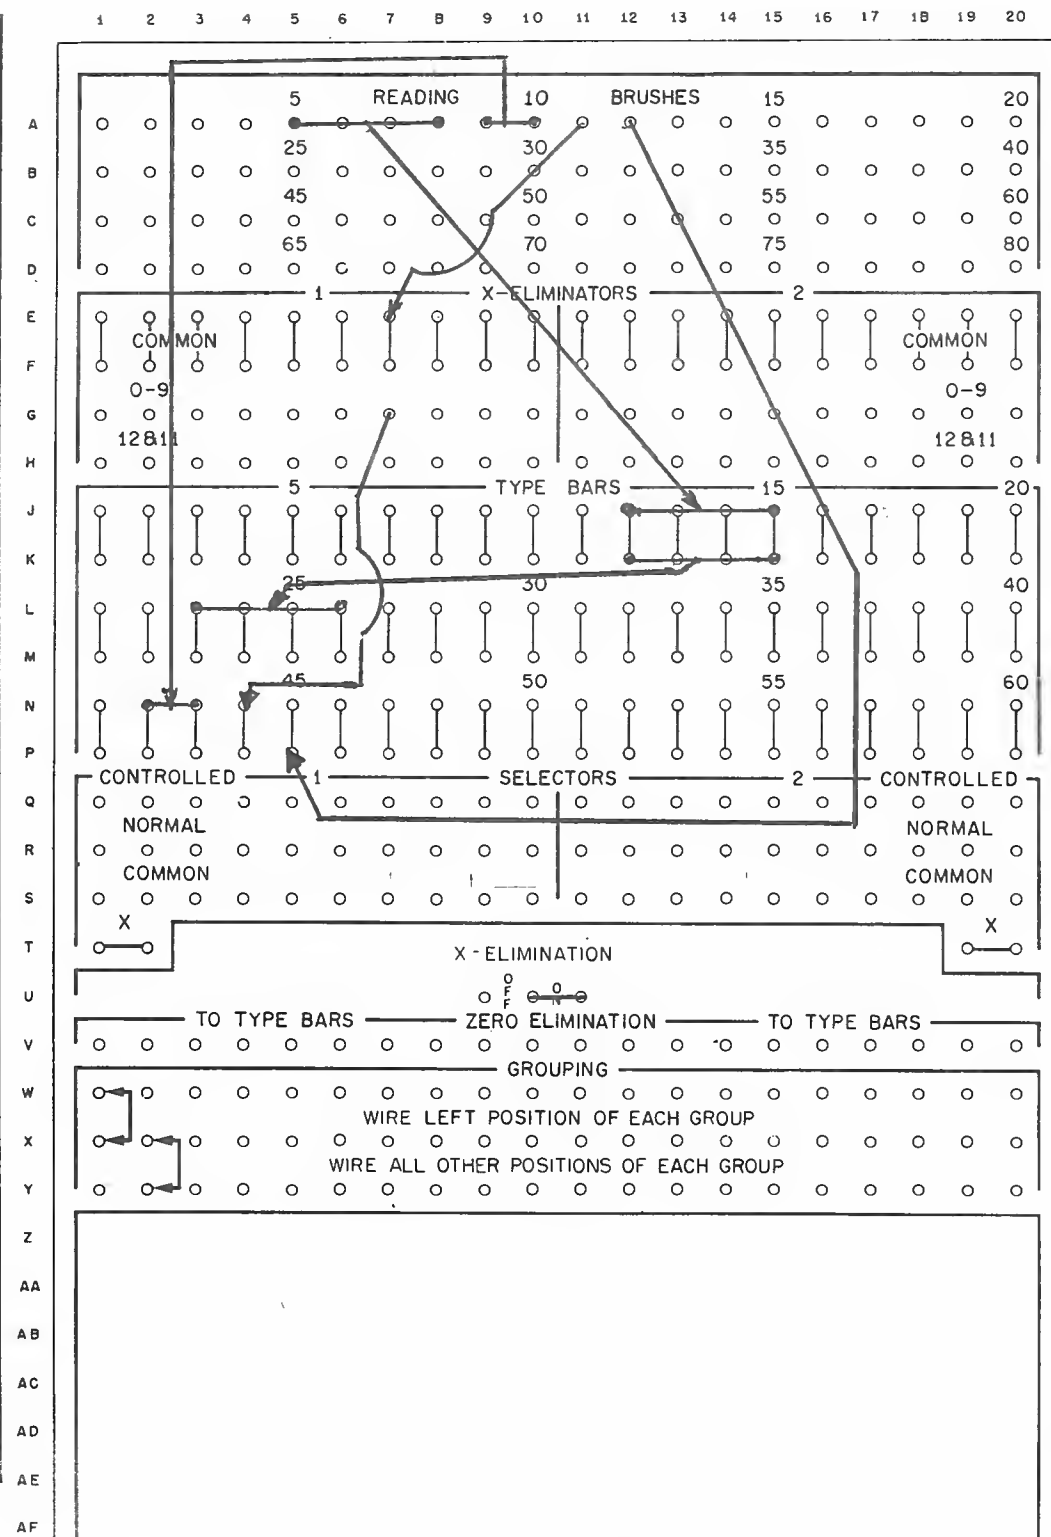 1 2 3 4 5 6 7 8 9 10 11 12 13 14 15 16 17 18 19 20
5 READING 10 BRUSHES 15 20
A
25 30 35 40
B
45 50 55 60
C
65 70 75 80
D
1 X-ELIMINATORS 2
E
COMMON COMMON
F
0-9 0-9
G
12&11 12&11
H
5 TYPE BARS 15 20
J
K
25 30 35 40
L
M
45 50 55 60
N
P
CONTROLLED 1 SELECTORS 2 CONTROLLED
Q
NORMAL NORMAL
R
COMMON COMMON
S
X X
T
X-ELIMINATION
U OFF ON
TO TYPE BARS ZERO ELIMINATION TO TYPE BARS
V
GROUPING
W
WIRE LEFT POSITION OF EACH GROUP
X
WIRE ALL OTHER POSITIONS OF EACH GROUP
Y
Z
AA
AB
AC
AD
AE
AF